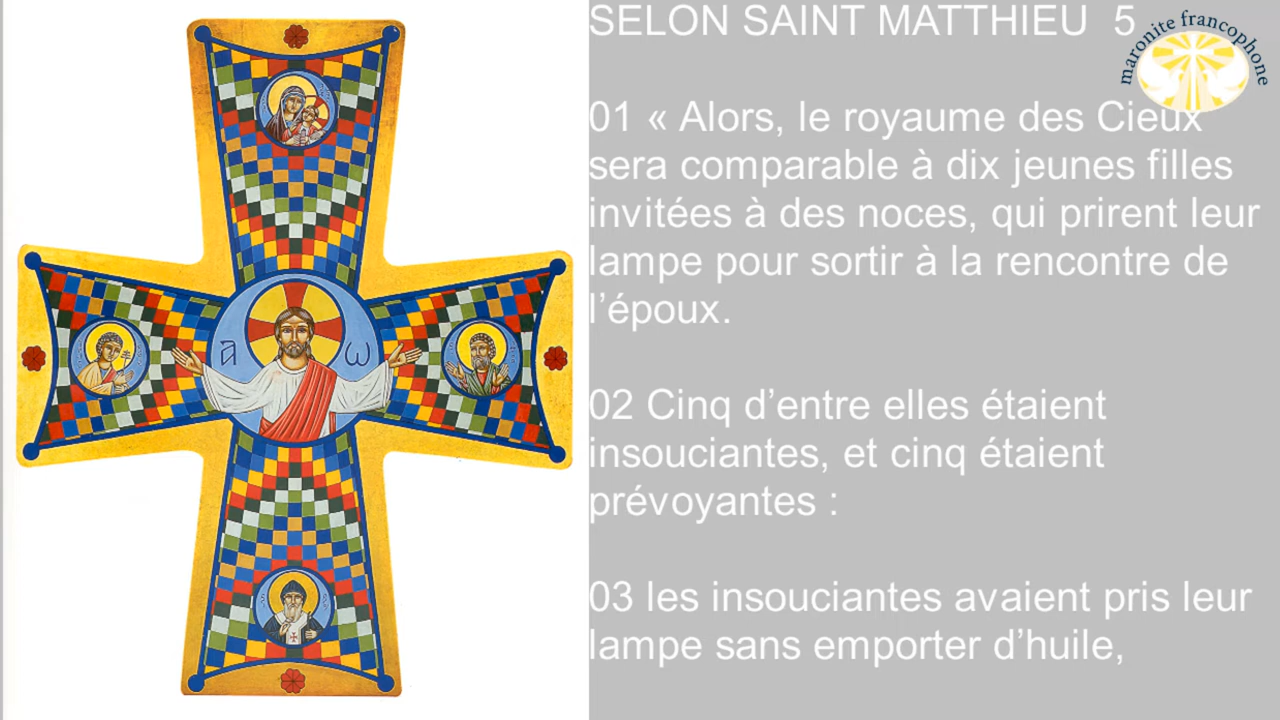 SELON SAINT MATTHIEU  5
maronite francophone
01 « Alors, le royaume des Cieux
sera comparable à dix jeunes filles
invitées à des noces, qui prirent leur
lampe pour sortir à la rencontre de
l’époux.
02 Cinq d’entre elles étaient
insouciantes, et cinq étaient
prévoyantes :
03 les insouciantes avaient pris leur
lampe sans emporter d’huile,
a ω